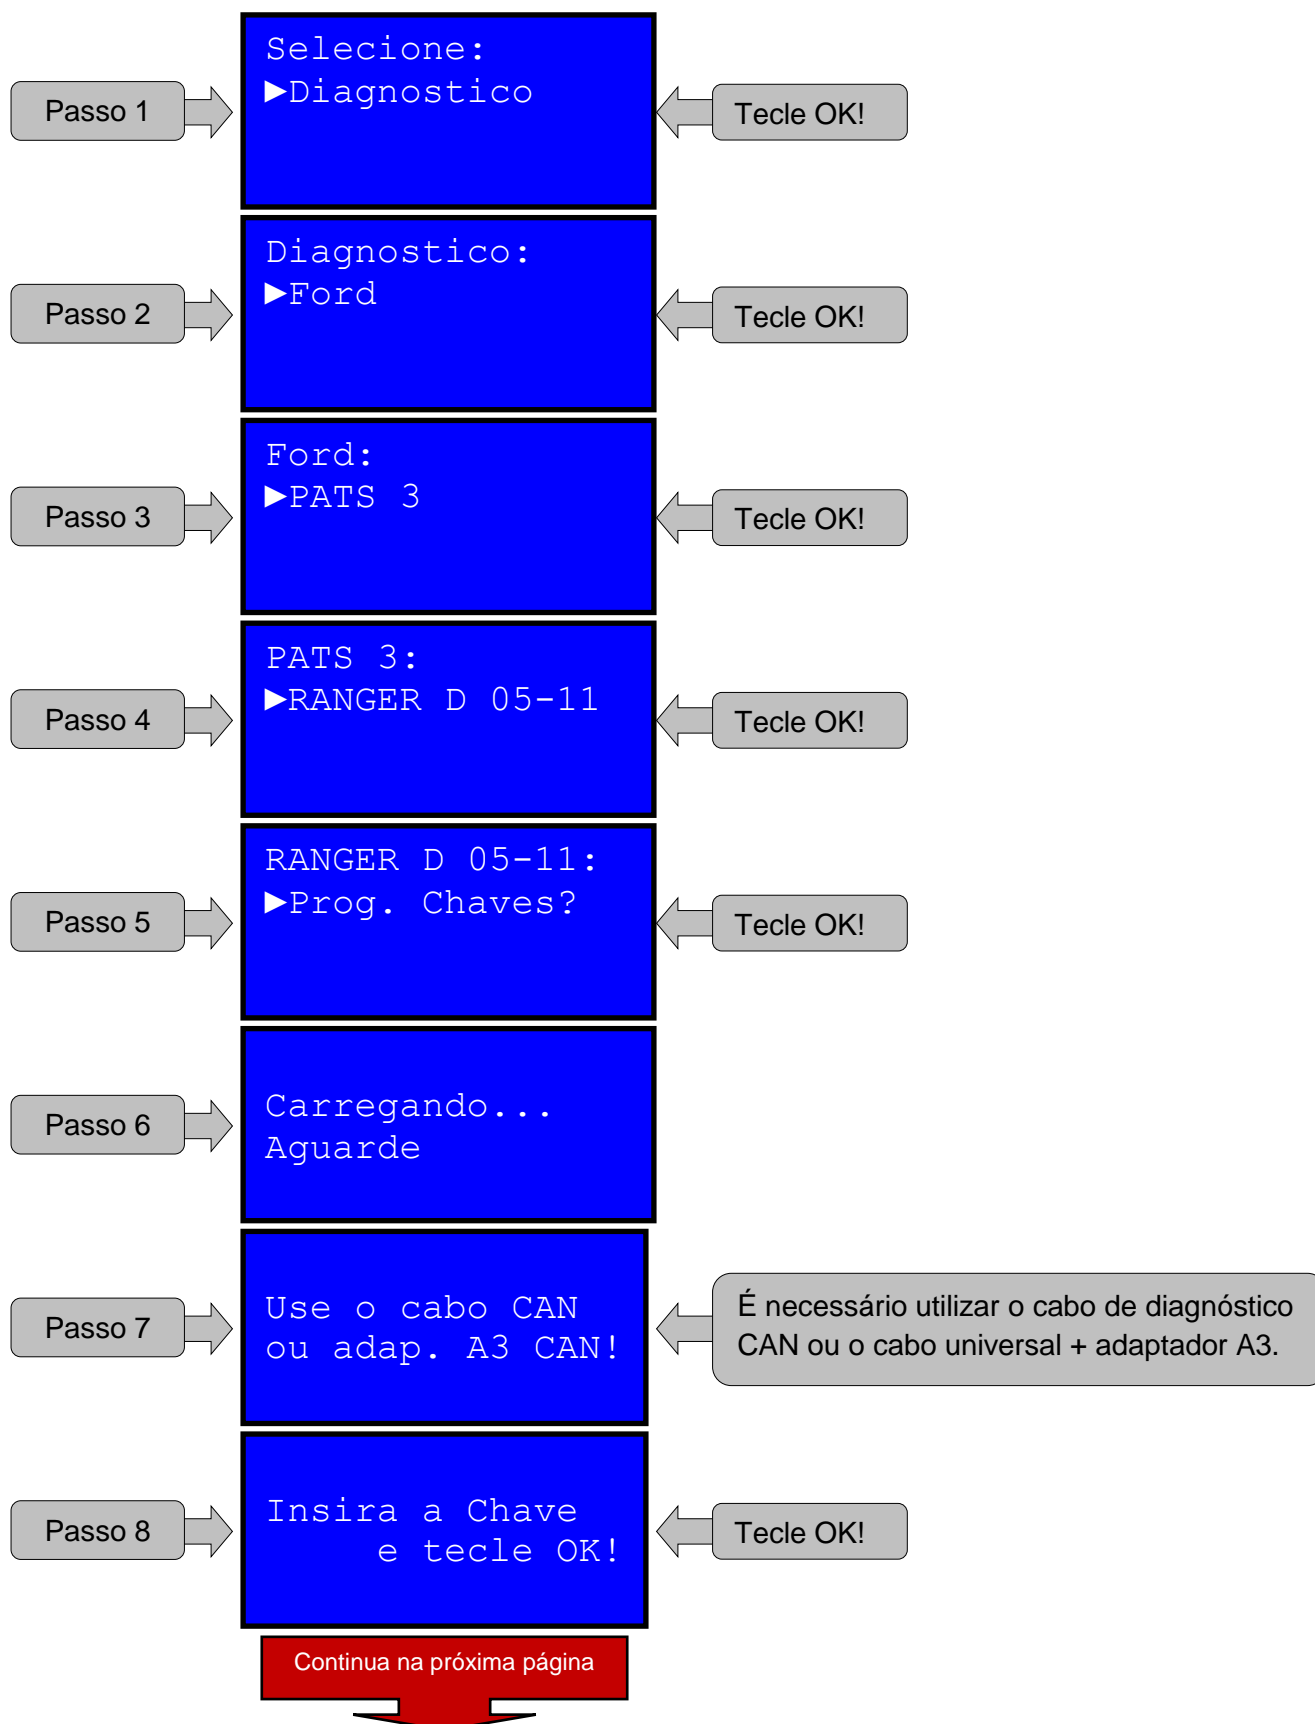 Passo 1
Selecione:
►Diagnostico
Tecle OK!
Passo 2
Diagnostico:
►Ford
Tecle OK!
Passo 3
Ford:
►PATS 3
Tecle OK!
Passo 4
PATS 3:
►RANGER D 05-11
Tecle OK!
Passo 5
RANGER D 05-11:
►Prog. Chaves?
Tecle OK!
Passo 6
Carregando...
Aguarde
Passo 7
Use o cabo CAN
ou adap. A3 CAN!
É necessário utilizar o cabo de diagnóstico
CAN ou o cabo universal + adaptador A3.
Passo 8
Insira a Chave
e tecle OK!
Tecle OK!
Continua na próxima página